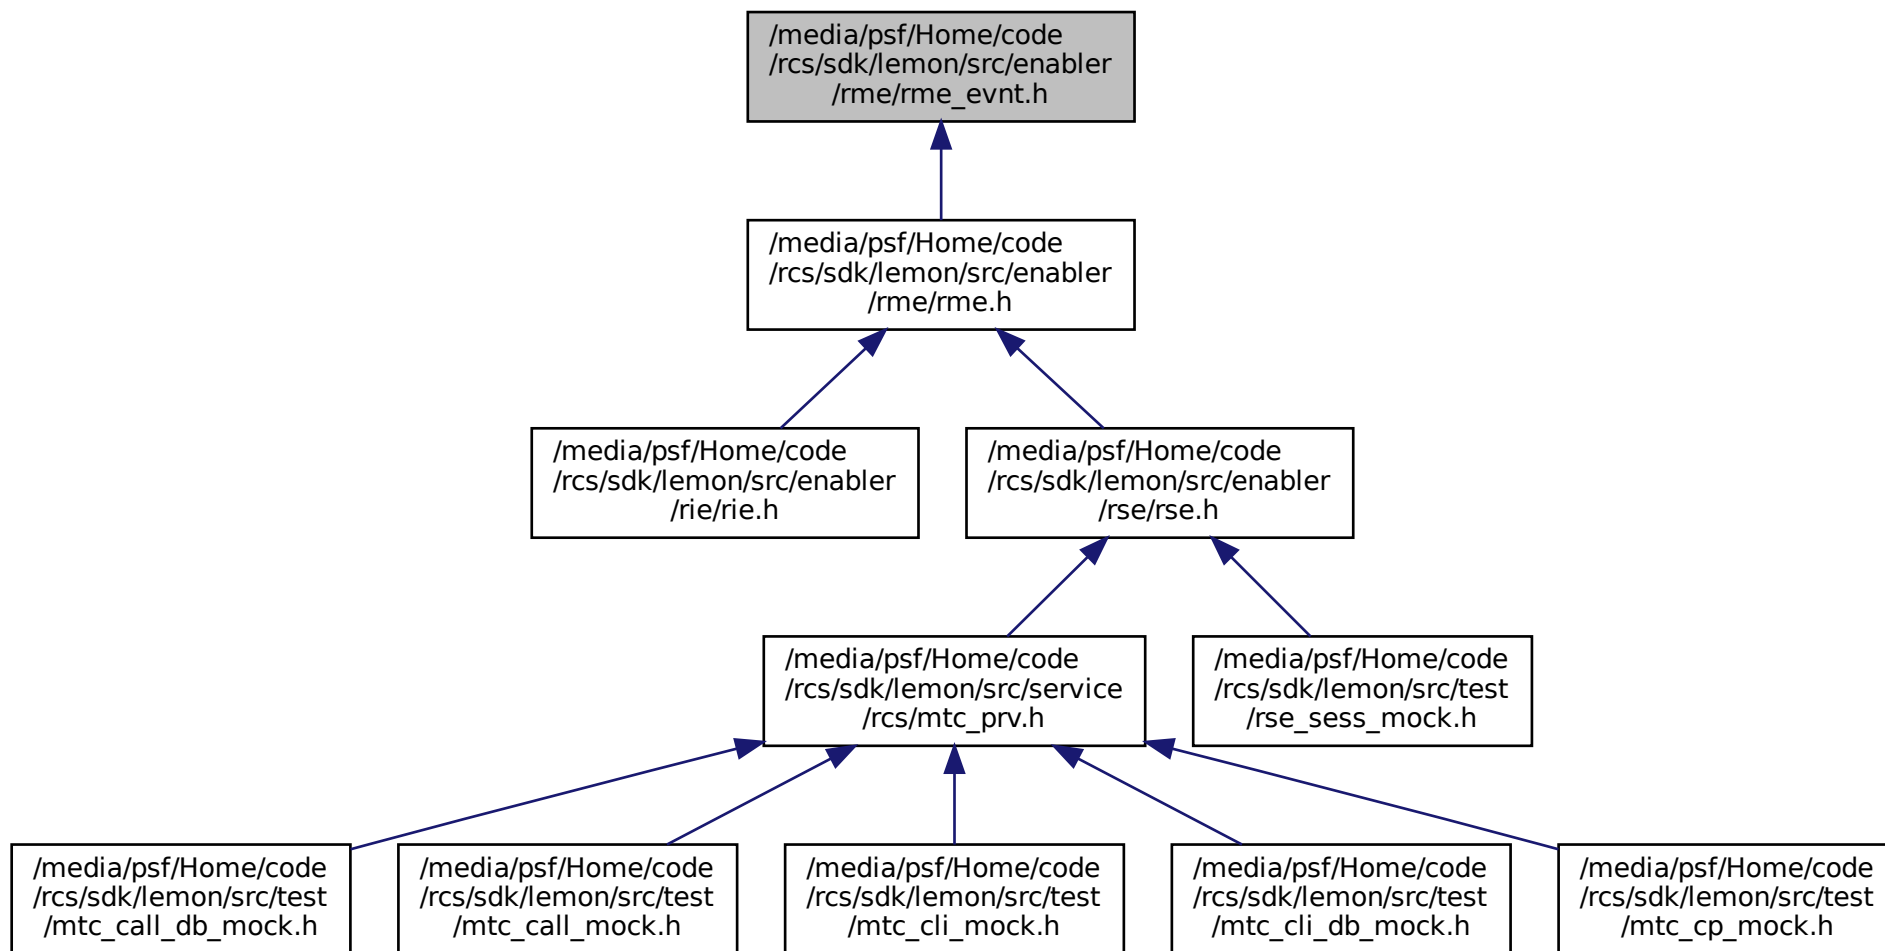 /media/psf/Home/code
/rcs/sdk/lemon/src/enabler
/rme/rme_evnt.h
/media/psf/Home/code
/rcs/sdk/lemon/src/enabler
/rme/rme.h
/media/psf/Home/code
/rcs/sdk/lemon/src/enabler
/rie/rie.h
/media/psf/Home/code
/rcs/sdk/lemon/src/enabler
/rse/rse.h
/media/psf/Home/code
/rcs/sdk/lemon/src/service
/rcs/mtc_prv.h
/media/psf/Home/code
/rcs/sdk/lemon/src/test
/rse_sess_mock.h
/media/psf/Home/code
/rcs/sdk/lemon/src/test
/mtc_call_db_mock.h
/media/psf/Home/code
/rcs/sdk/lemon/src/test
/mtc_call_mock.h
/media/psf/Home/code
/rcs/sdk/lemon/src/test
/mtc_cli_mock.h
/media/psf/Home/code
/rcs/sdk/lemon/src/test
/mtc_cli_db_mock.h
/media/psf/Home/code
/rcs/sdk/lemon/src/test
/mtc_cp_mock.h